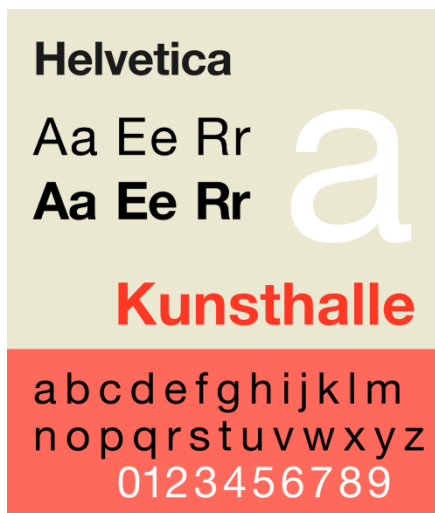 Helvetica
Aa Ee Rr
Aa Ee Rr
a
Kunsthalle
abcdefghijklm
nopqrstuvwxyz
0123456789